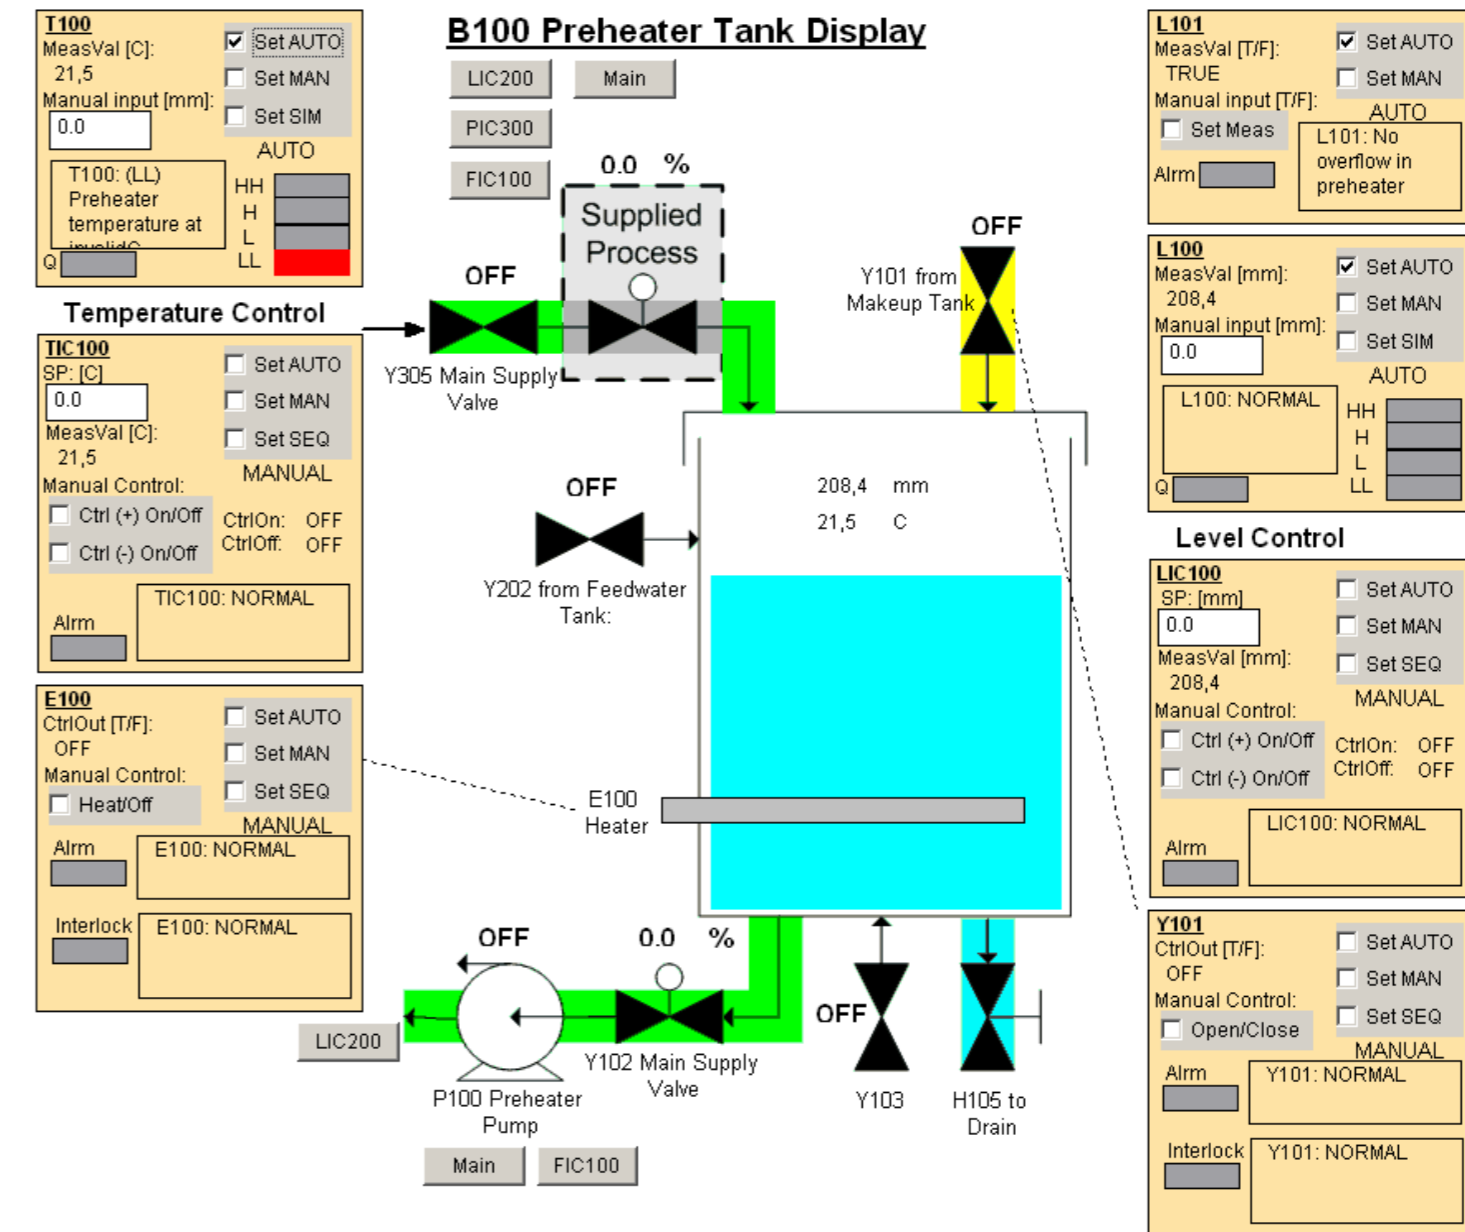 B100 Preheater Tank Display
LIC200
Main
PIC300
FIC100
T100
MeasVal [C]:
21,5
Manual input [mm]:
0.0
Set AUTO
Set MAN
Set SIM
AUTO
T100: (LL)
Preheater
temperature at
HH
H
L
LL
Q
Temperature Control
TIC100
SP: [C]
0.0
MeasVal [C]:
21,5
Set AUTO
Set MAN
Set SEQ
MANUAL
Manual Control:
Ctrl (+) On/Off
Ctrl (-) On/Off
CtrlOn: OFF
CtrlOff: OFF
TIC100: NORMAL
Alrm
E100
CtrlOut [T/F]:
OFF
Manual Control:
Heat/Off
Set AUTO
Set MAN
Set SEQ
MANUAL
Alrm
E100: NORMAL
Interlock
E100: NORMAL
0.0 %
Supplied
Process
OFF
Y305 Main Supply
Valve
OFF
Y101 from
Makeup Tank
OFF
Y202 from Feedwater
Tank:
208,4 mm
21,5 C
E100
Heater
OFF
0.0 %
LIC200
P100 Preheater
Pump
Y102 Main Supply
Valve
OFF
Y103
H105 to
Drain
Main
FIC100
L101
MeasVal [T/F]:
TRUE
Manual input [T/F]:
Set Meas
Set AUTO
Set MAN
AUTO
L101: No
overflow in
preheater
Alrm
L100
MeasVal [mm]:
208,4
Manual input [mm]:
0.0
Set AUTO
Set MAN
Set SIM
AUTO
L100: NORMAL
HH
H
L
LL
Q
Level Control
LIC100
SP: [mm]
0.0
MeasVal [mm]:
208,4
Set AUTO
Set MAN
Set SEQ
MANUAL
Manual Control:
Ctrl (+) On/Off
Ctrl (-) On/Off
CtrlOn: OFF
CtrlOff: OFF
LIC100: NORMAL
Alrm
Y101
CtrlOut [T/F]:
OFF
Manual Control:
Open/Close
Set AUTO
Set MAN
Set SEQ
MANUAL
Alrm
Y101: NORMAL
Interlock
Y101: NORMAL